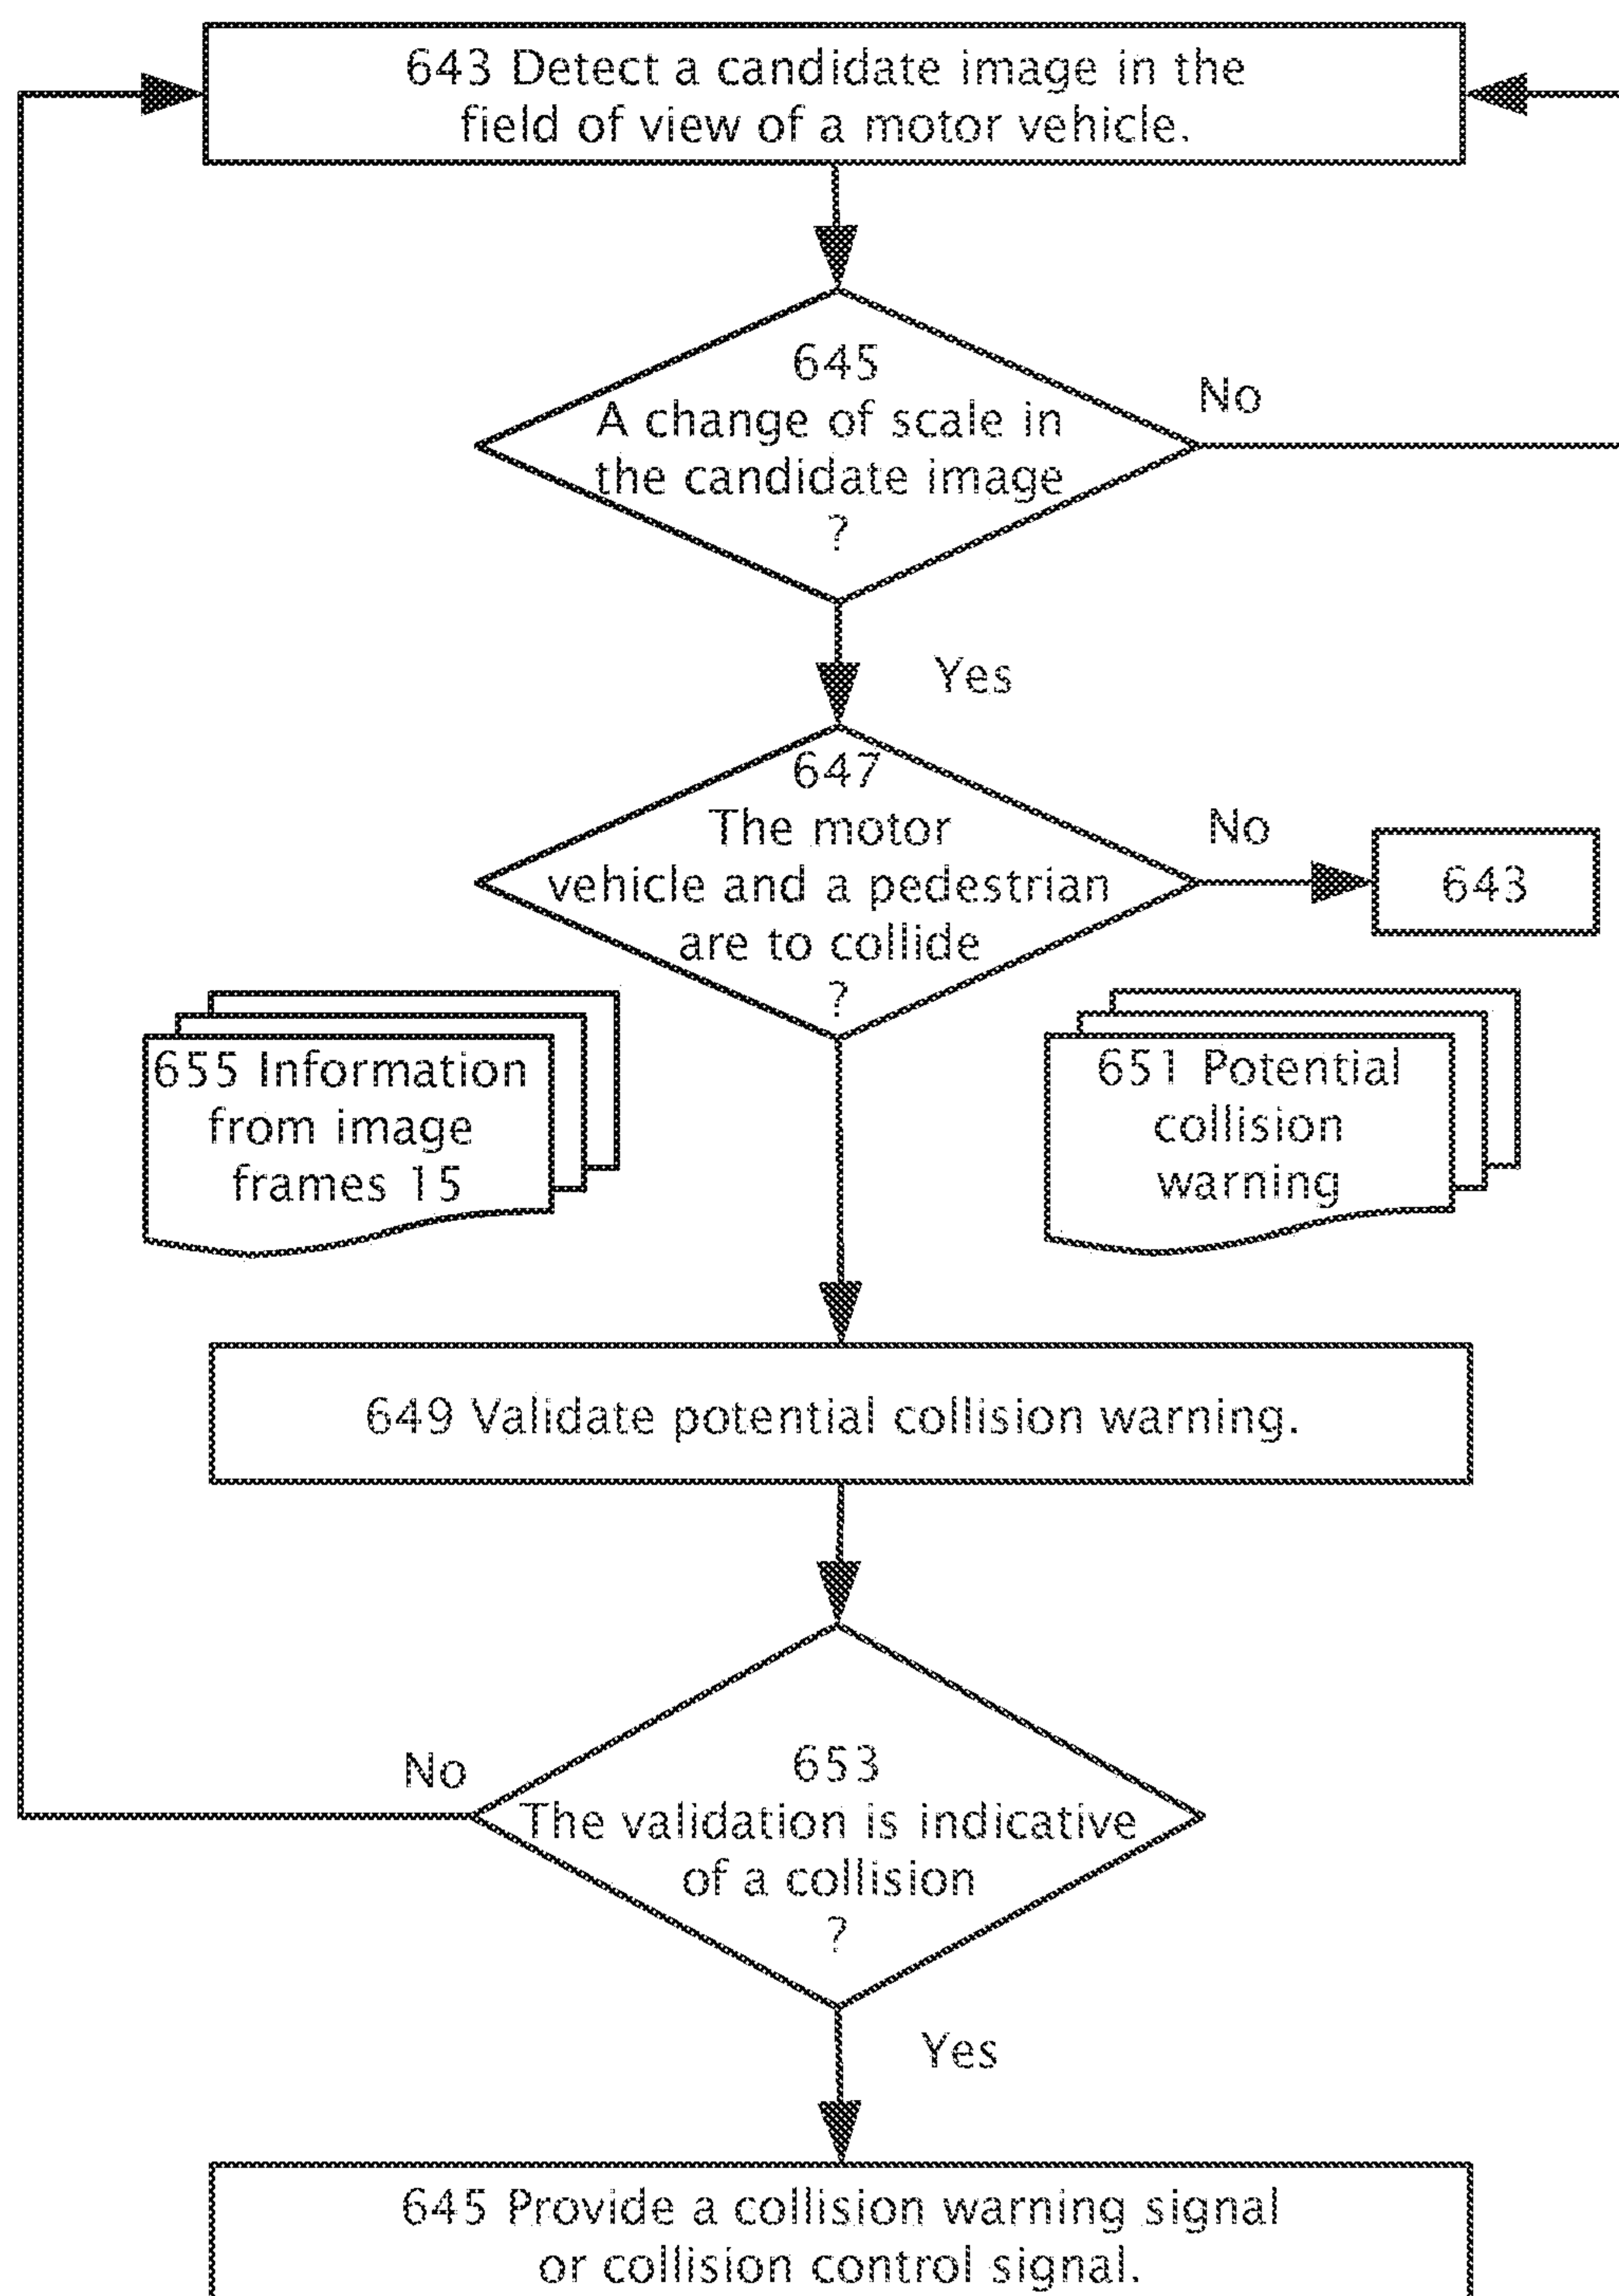 643 Detect a candidate image in the
field of view of a motor vehicle.
645
A change of scale in
the candidate image
?
No
Yes
647
The motor
vehicle and a pedestrian
are to collide
?
No
643
655 Information
from image
frames 15
651 Potential
collision
warning
649 Validate potential collision warning.
653
The validation is indicative
of a collision
?
No
Yes
645 Provide a collision warning signal
or collision control signal.